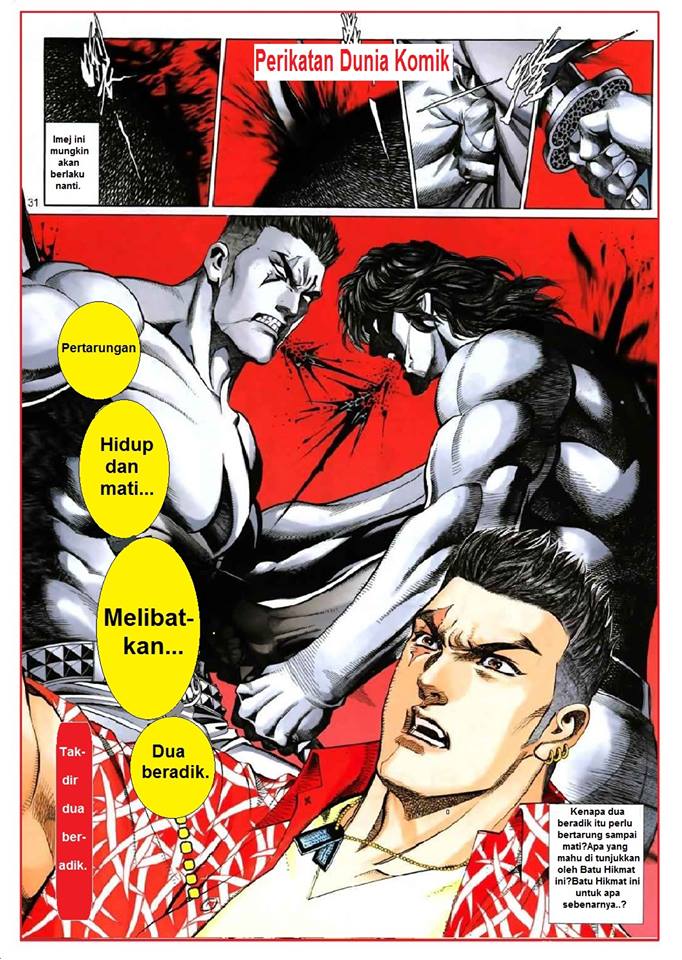 Perikatan Dunia Komik
Imej ini
mungkin
akan
berlaku
nanti.
31
Pertarungan
Hidup
dan
mati...
Melibat-
kan...
Dua
beradik.
Tak-
dir
dua
ber-
adik.
Kenapa dua
beradik itu perlu
bertarung sampai
mati?Apa yang
mahu di tunjukkan
oleh Batu Hikmat
ini?Batu Hikmat ini
untuk apa
sebenarnya..?